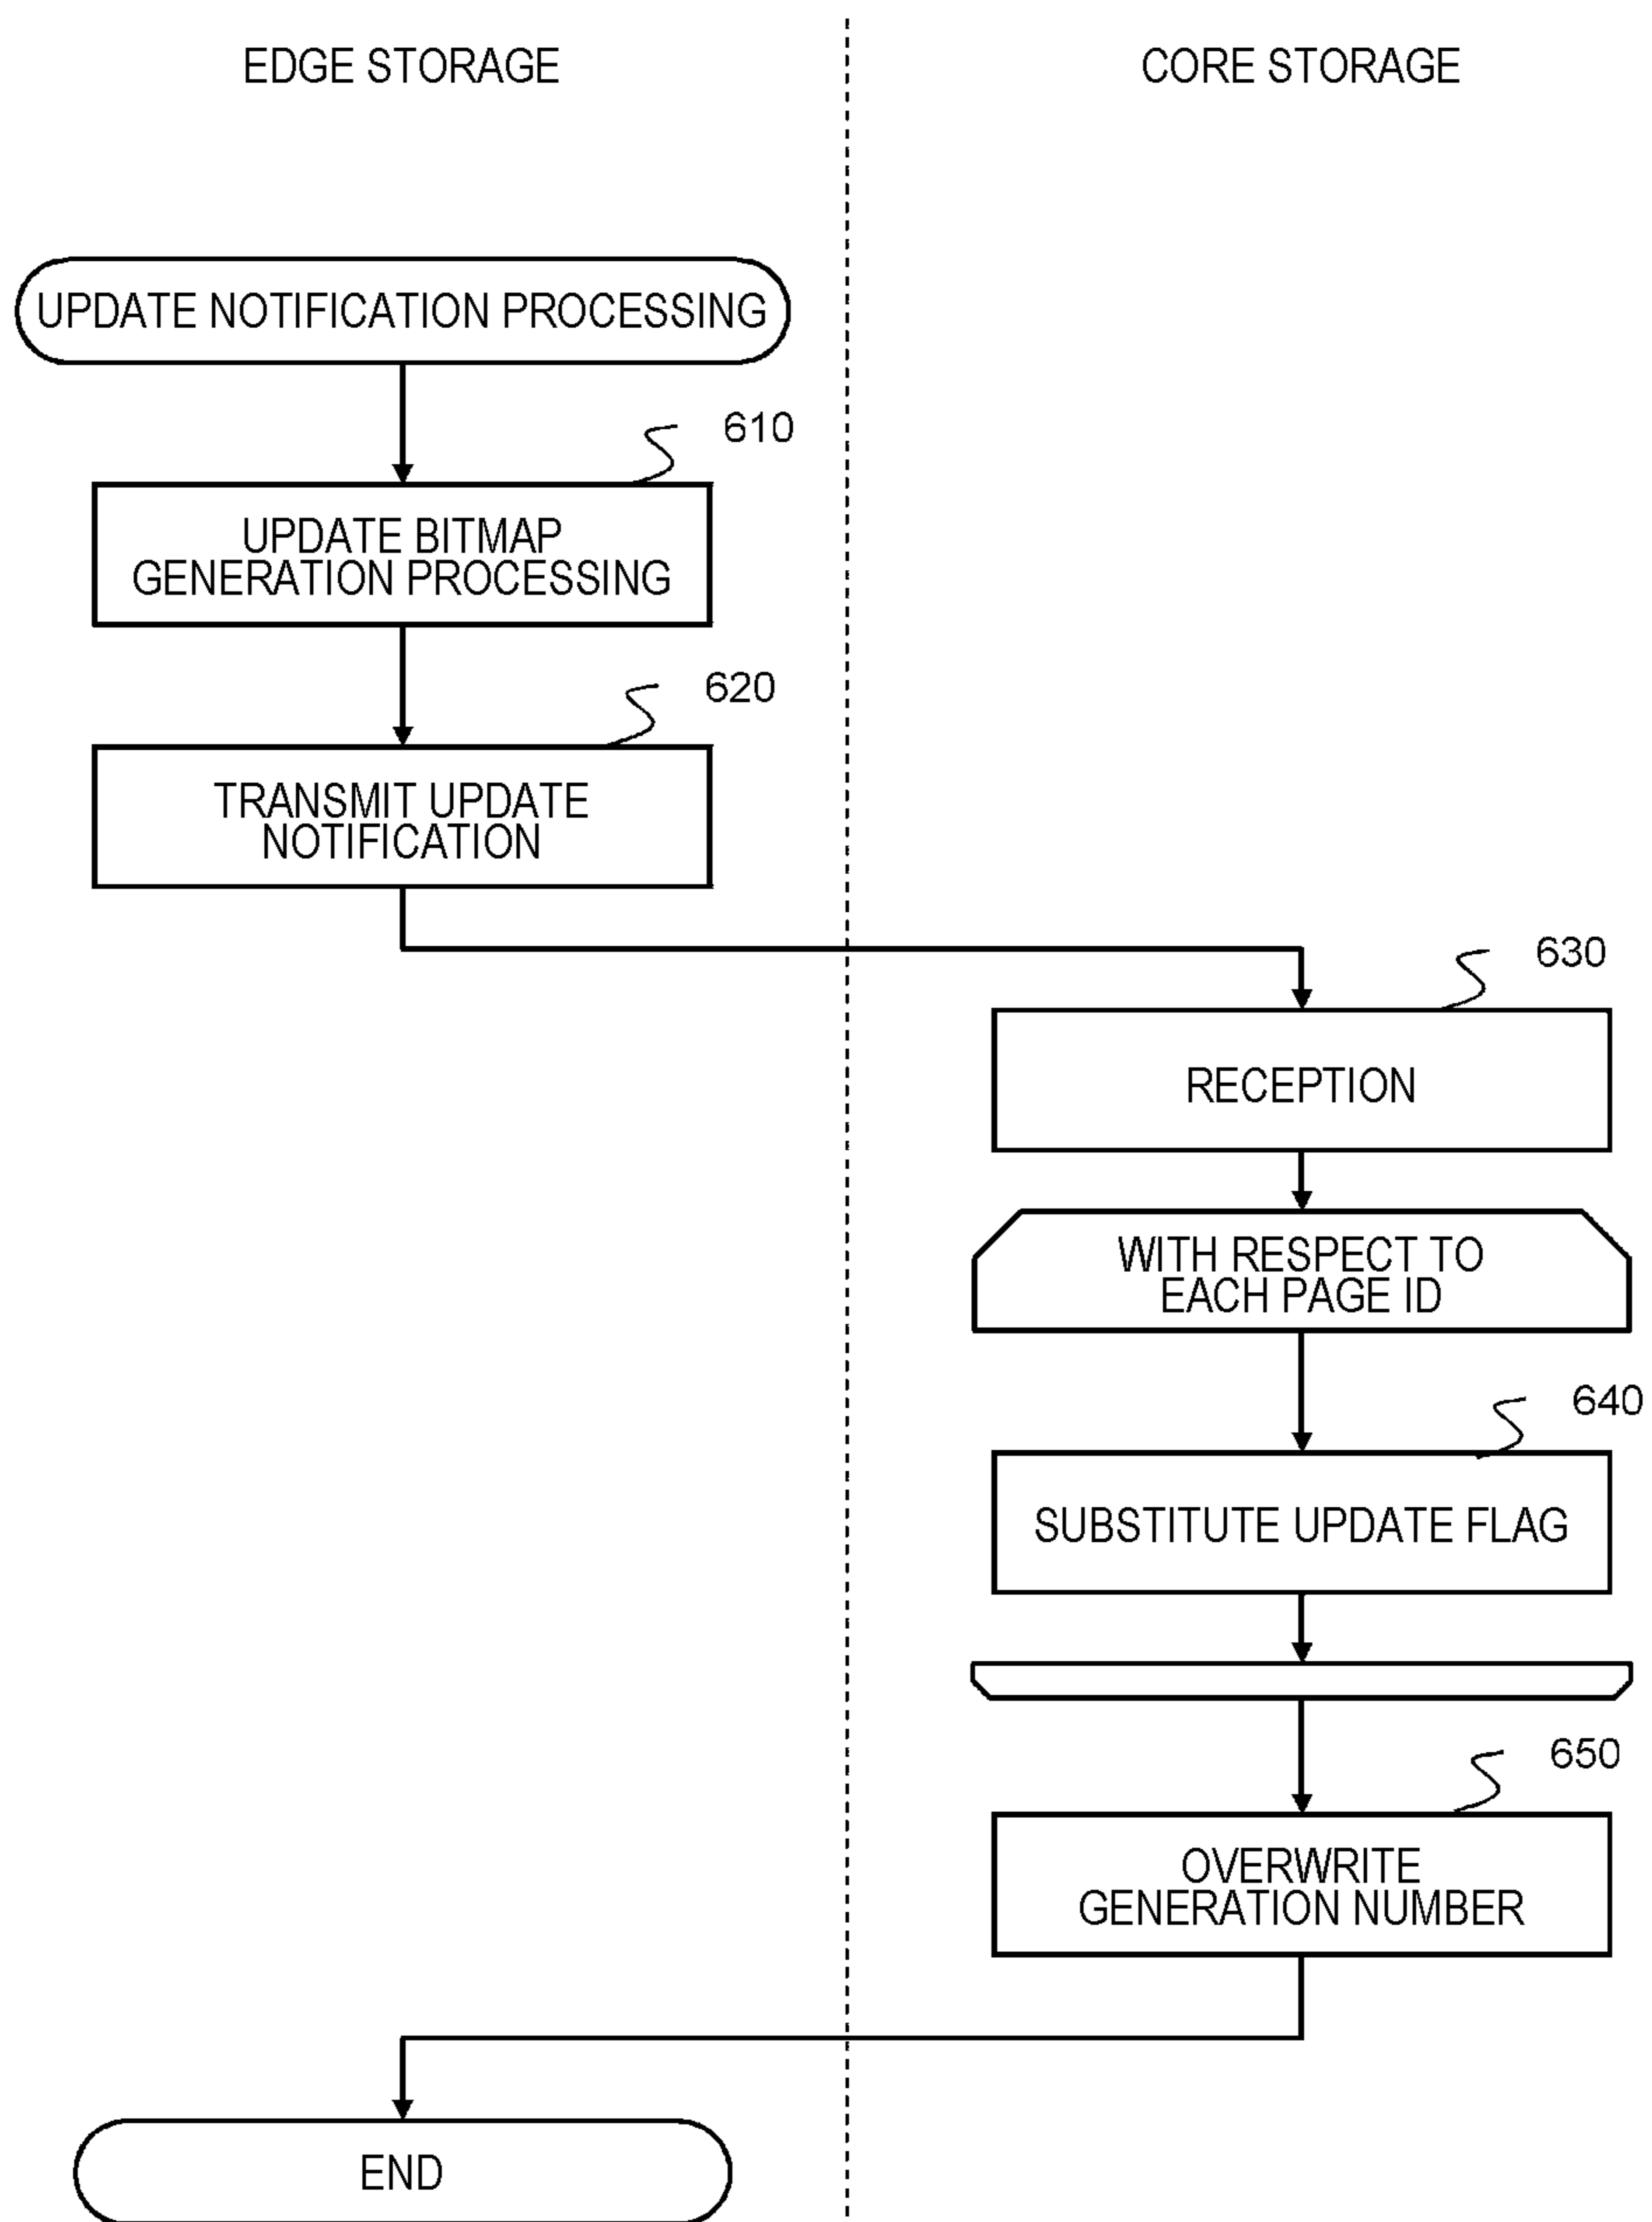 EDGE STORAGE
CORE STORAGE
UPDATE NOTIFICATION PROCESSING
610
UPDATE BITMAP
GENERATION PROCESSING
620
TRANSMIT UPDATE
NOTIFICATION
630
RECEPTION
WITH RESPECT TO
EACH PAGE ID
640
SUBSTITUTE UPDATE FLAG
650
OVERWRITE
GENERATION NUMBER
END